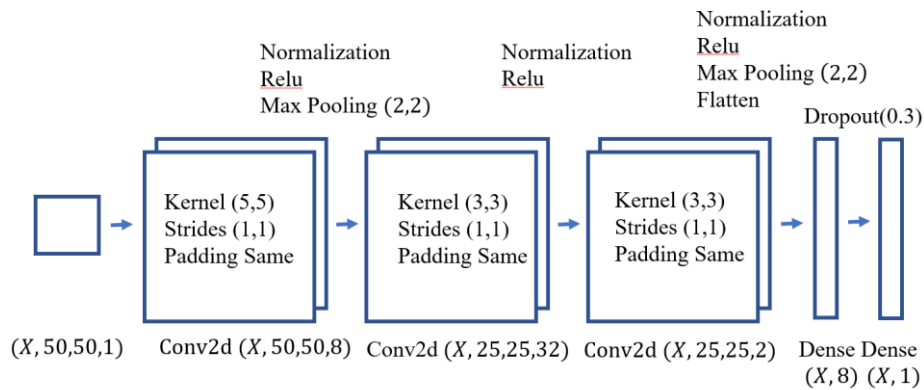 Normalization
Relu
Max Pooling (2,2)
Normalization
Relu
Normalization
Relu
Max Pooling (2,2)
Flatten
Dropout(0.3)
Kernel (5,5)
Strides (1,1)
Padding Same
Kernel (3,3)
Strides (1,1)
Padding Same
Kernel (3,3)
Strides (1,1)
Padding Same
(X, 50,50,1)
Conv2d (X, 50,50,8)
Conv2d (X, 25,25,32)
Conv2d (X, 25,25,2)
Dense
(X, 8)
Dense
(X, 1)